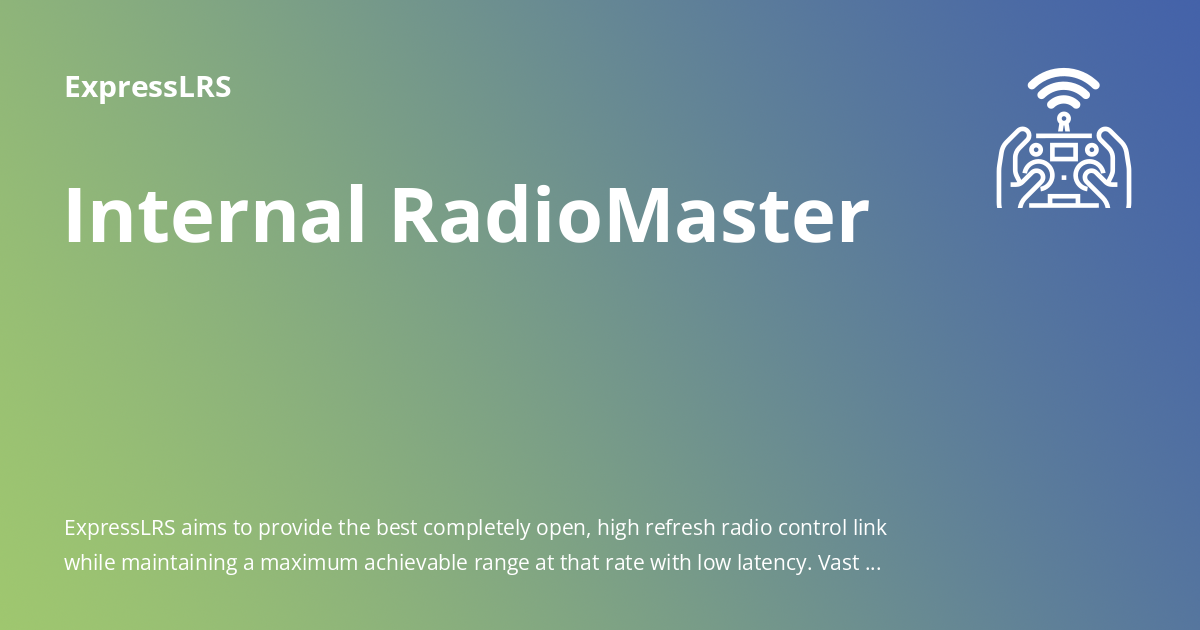 ExpressLRS
Internal RadioMaster
ExpressLRS aims to provide the best completely open, high refresh radio control link
while maintaining a maximum achievable range at that rate with low latency. Vast ...